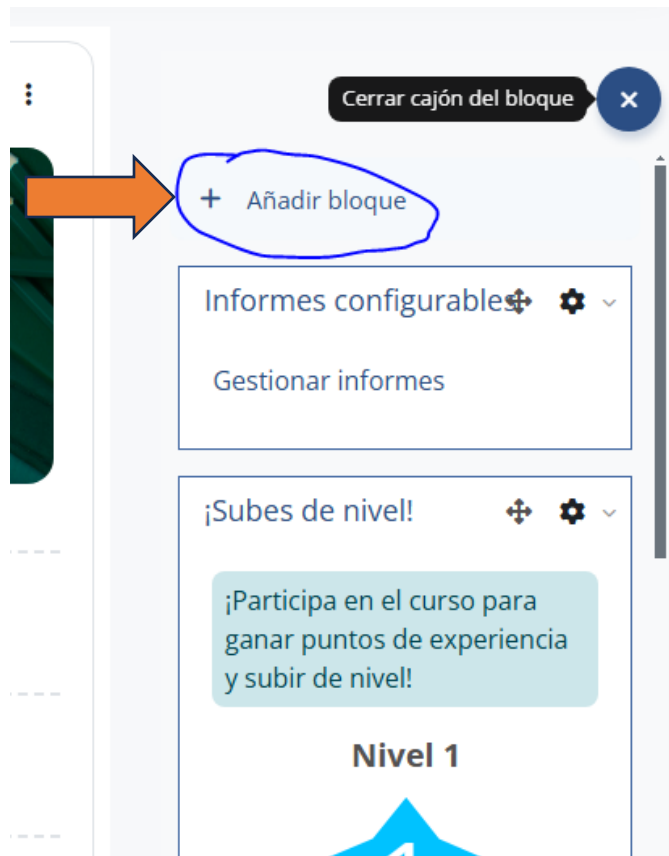 Cerrar cajón del bloque
Añadir bloque
Informes configurables
Gestionar informes
¡Subes de nivel!
¡Participa en el curso para
ganar puntos de experiencia
y subir de nivel!
Nivel 1
1